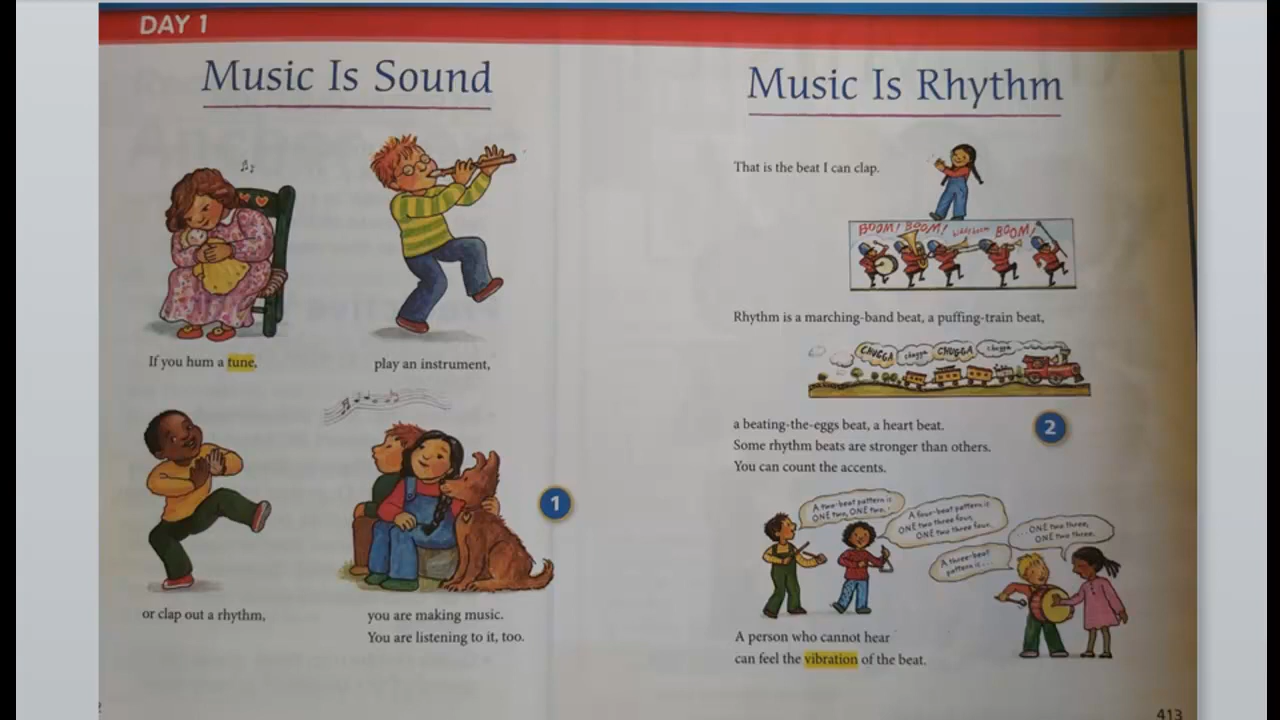 DAY 1
Music Is Sound
If you hum a tune,
play an instrument,
or clap out a rhythm,
you are making music.
You are listening to it, too.
1
Music Is Rhythm
That is the beat I can clap.
BOOM! BOOM! BOOM!
Rhythm is a marching-band beat, a puffing-train beat,
CHUGGA chugga CHUGGA chugga
a beating-the-eggs beat, a heart beat.
Some rhythm beats are stronger than others.
You can count the accents.
2
A two-beat pattern is
ONE two, ONE two. .
A four-beat pattern is
ONE two three four,
ONE two three four.
A three-beat
pattern is . . .
. . . ONE two three,
ONE two three.
A person who cannot hear
can feel the vibration of the beat.
413